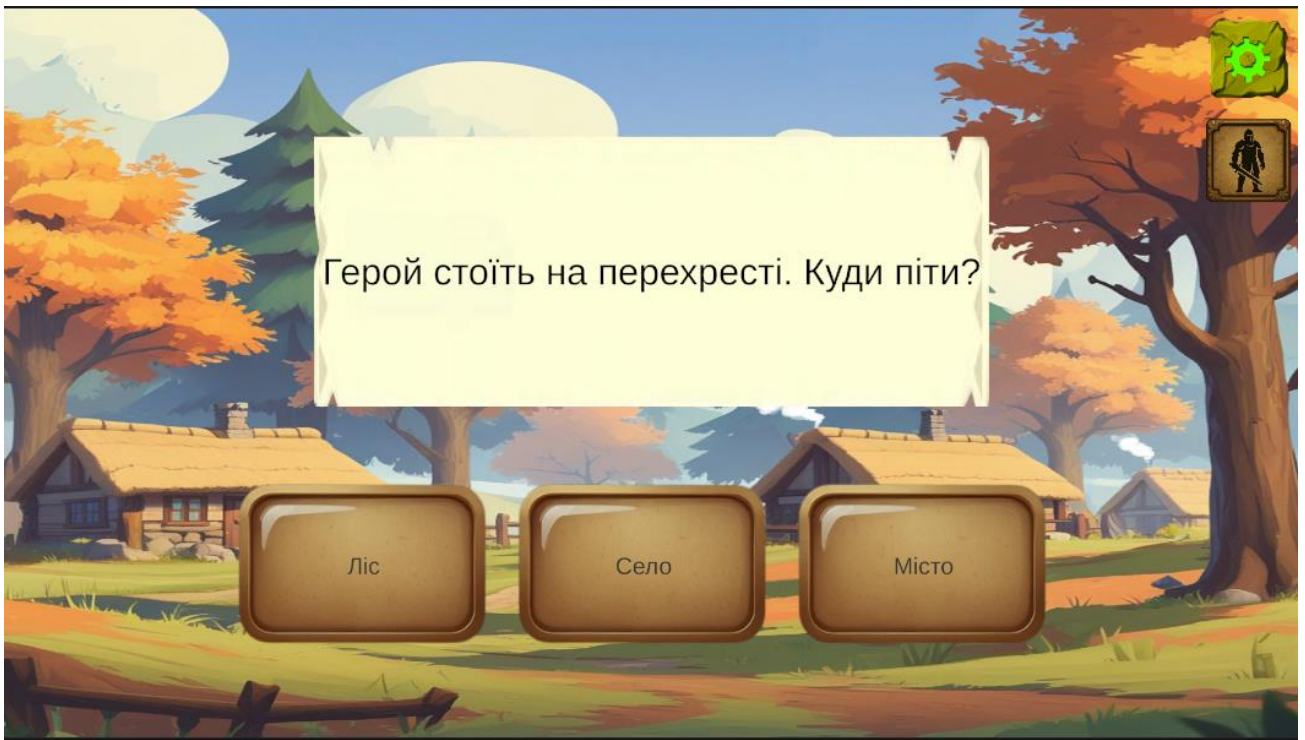 Герой стоїть на перехресті. Куди піти?
Ліс
Село
Місто